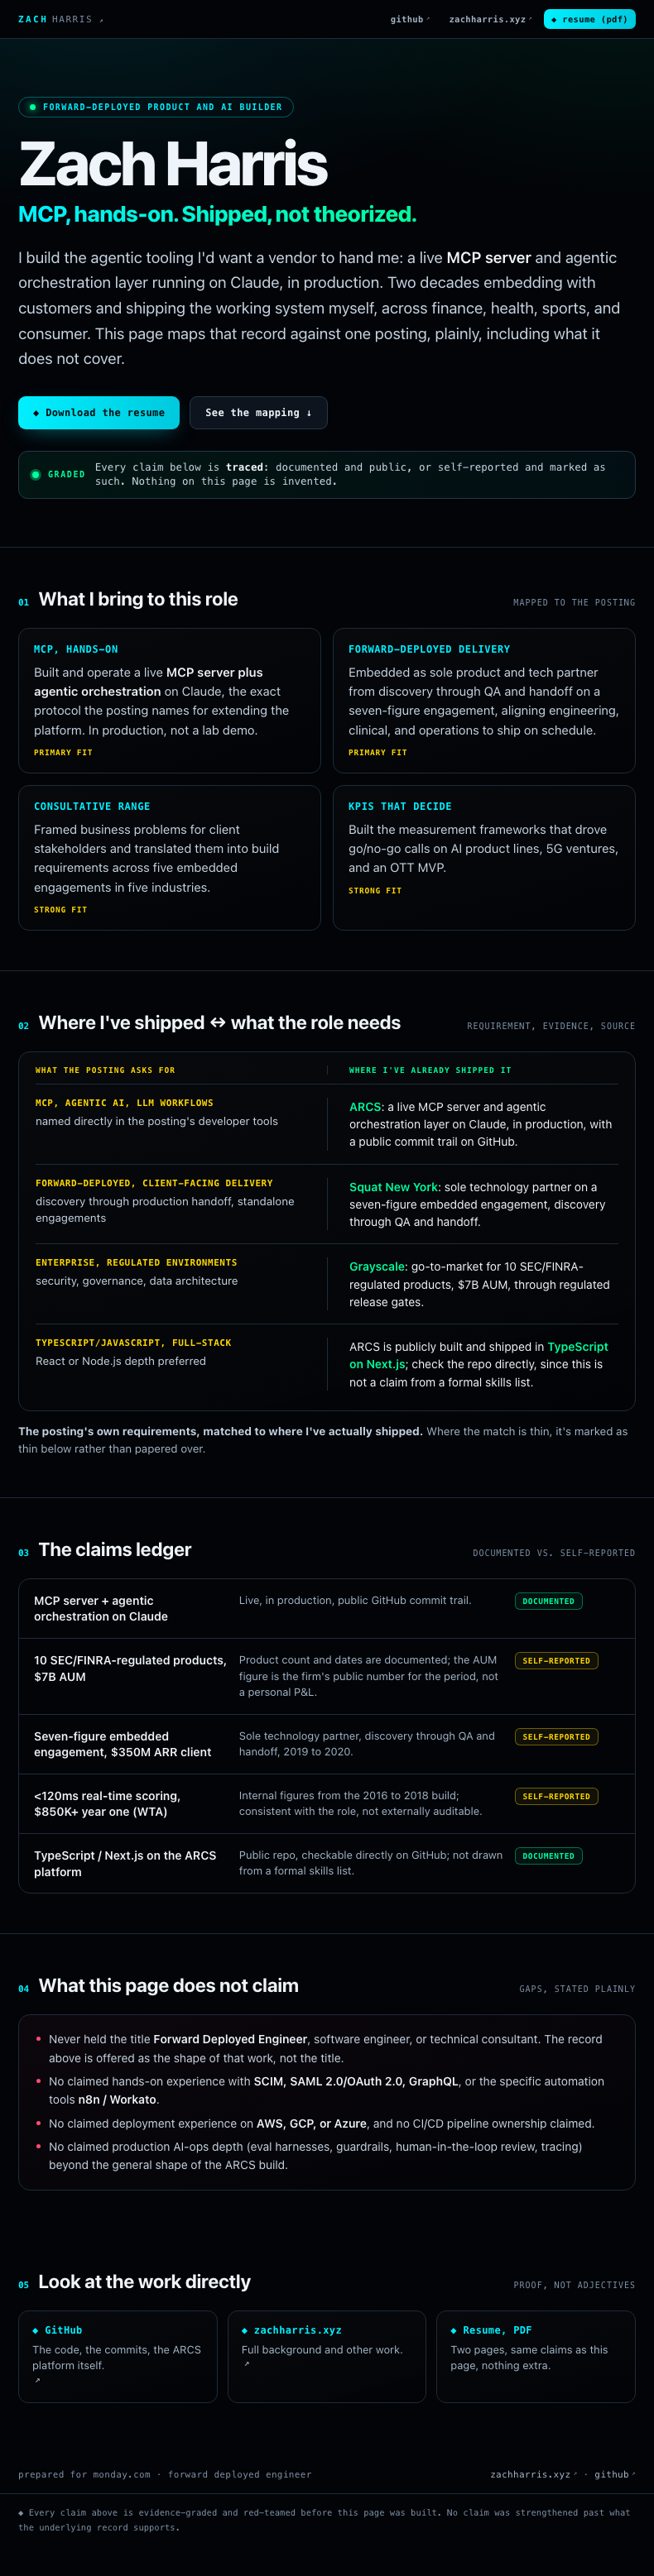 ZACH HARRIS ↗
github ↗ zachharris.xyz ↗ ◆ resume (pdf)
FORWARD-DEPLOYED PRODUCT AND AI BUILDER
Zach Harris
MCP, hands-on. Shipped, not theorized.
I build the agentic tooling I'd want a vendor to hand me: a live MCP server and agentic
orchestration layer running on Claude, in production. Two decades embedding with
customers and shipping the working system myself, across finance, health, sports, and
consumer. This page maps that record against one posting, plainly, including what it
does not cover.
◆ Download the resume
See the mapping ↓
GRADED
Every claim below is traced: documented and public, or self-reported and marked as
such. Nothing on this page is invented.
01 What I bring to this role
MAPPED TO THE POSTING
MCP, HANDS-ON
Built and operate a live MCP server plus
agentic orchestration on Claude, the exact
protocol the posting names for extending the
platform. In production, not a lab demo.
PRIMARY FIT
FORWARD-DEPLOYED DELIVERY
Embedded as sole product and tech partner
from discovery through QA and handoff on a
seven-figure engagement, aligning engineering,
clinical, and operations to ship on schedule.
PRIMARY FIT
CONSULTATIVE RANGE
Framed business problems for client
stakeholders and translated them into build
requirements across five embedded
engagements in five industries.
STRONG FIT
KPIS THAT DECIDE
Built the measurement frameworks that drove
go/no-go calls on AI product lines, 5G ventures,
and an OTT MVP.
STRONG FIT
02 Where I've shipped ↔ what the role needs
REQUIREMENT, EVIDENCE, SOURCE
WHAT THE POSTING ASKS FOR
WHERE I'VE ALREADY SHIPPED IT
MCP, AGENTIC AI, LLM WORKFLOWS
named directly in the posting's developer tools
ARCS: a live MCP server and agentic
orchestration layer on Claude, in production, with
a public commit trail on GitHub.
FORWARD-DEPLOYED, CLIENT-FACING DELIVERY
discovery through production handoff, standalone
engagements
Squat New York: sole technology partner on a
seven-figure embedded engagement, discovery
through QA and handoff.
ENTERPRISE, REGULATED ENVIRONMENTS
security, governance, data architecture
Grayscale: go-to-market for 10 SEC/FINRA-
regulated products, $7B AUM, through regulated
release gates.
TYPESCRIPT/JAVASCRIPT, FULL-STACK
React or Node.js depth preferred
ARCS is publicly built and shipped in TypeScript
on Next.js; check the repo directly, since this is
not a claim from a formal skills list.
The posting's own requirements, matched to where I've actually shipped. Where the match is thin, it's marked as
thin below rather than papered over.
03 The claims ledger
DOCUMENTED VS. SELF-REPORTED
MCP server + agentic
orchestration on Claude
Live, in production, public GitHub commit trail.
DOCUMENTED
10 SEC/FINRA-regulated products,
$7B AUM
Product count and dates are documented; the AUM
figure is the firm's public number for the period, not
a personal P&L.
SELF-REPORTED
Seven-figure embedded
engagement, $350M ARR client
Sole technology partner, discovery through QA and
handoff, 2019 to 2020.
SELF-REPORTED
<120ms real-time scoring,
$850K+ year one (WTA)
Internal figures from the 2016 to 2018 build;
consistent with the role, not externally auditable.
SELF-REPORTED
TypeScript / Next.js on the ARCS
platform
Public repo, checkable directly on GitHub; not drawn
from a formal skills list.
DOCUMENTED
04 What this page does not claim
GAPS, STATED PLAINLY
Never held the title Forward Deployed Engineer, software engineer, or technical consultant. The record
above is offered as the shape of that work, not the title.
No claimed hands-on experience with SCIM, SAML 2.0/OAuth 2.0, GraphQL, or the specific automation
tools n8n / Workato.
No claimed deployment experience on AWS, GCP, or Azure, and no CI/CD pipeline ownership claimed.
No claimed production AI-ops depth (eval harnesses, guardrails, human-in-the-loop review, tracing)
beyond the general shape of the ARCS build.
05 Look at the work directly
PROOF, NOT ADJECTIVES
◆ GitHub
The code, the commits, the ARCS
platform itself.
↗
◆ zachharris.xyz
Full background and other work.
↗
◆ Resume, PDF
Two pages, same claims as this
page, nothing extra.
prepared for monday.com · forward deployed engineer
zachharris.xyz ↗ · github ↗
◆ Every claim above is evidence-graded and red-teamed before this page was built. No claim was strengthened past what
the underlying record supports.